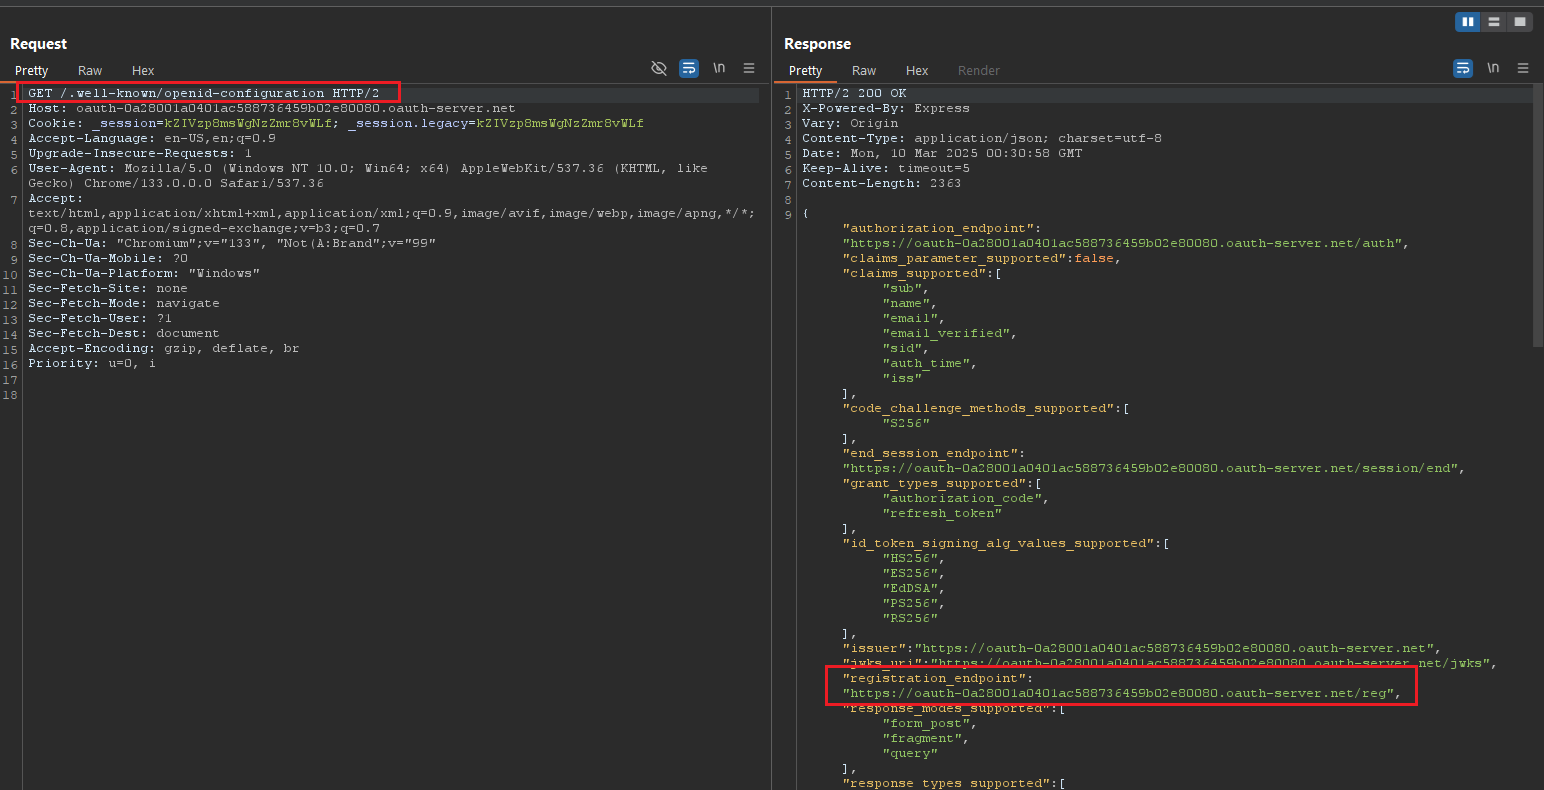 Request
Pretty Raw Hex \n
1 GET /.well-known/openid-configuration HTTP/2
2 Host: oauth-0a28001a0401ac588736459b02e80080.oauth-server.net
3 Cookie: _session=kZIVzp8msWgNzZmr8vWLf; _session.legacy=kZIVzp8msWgNzZmr8vWLf
4 Accept-Language: en-US,en;q=0.9
5 Upgrade-Insecure-Requests: 1
6 User-Agent: Mozilla/5.0 (Windows NT 10.0; Win64; x64) AppleWebKit/537.36 (KHTML, like
Gecko) Chrome/133.0.0.0 Safari/537.36
7 Accept:
text/html,application/xhtml+xml,application/xml;q=0.9,image/avif,image/webp,image/apng,*/*;
q=0.8,application/signed-exchange;v=b3;q=0.7
8 Sec-Ch-Ua: "Chromium";v="133", "Not(A:Brand";v="99"
9 Sec-Ch-Ua-Mobile: ?0
10 Sec-Ch-Ua-Platform: "Windows"
11 Sec-Fetch-Site: none
12 Sec-Fetch-Mode: navigate
13 Sec-Fetch-User: ?1
14 Sec-Fetch-Dest: document
15 Accept-Encoding: gzip, deflate, br
16 Priority: u=0, i
17
18
Response
Pretty Raw Hex Render \n
1 HTTP/2 200 OK
2 X-Powered-By: Express
3 Vary: Origin
4 Content-Type: application/json; charset=utf-8
5 Date: Mon, 10 Mar 2025 00:30:58 GMT
6 Keep-Alive: timeout=5
7 Content-Length: 2363
8
9 {
"authorization_endpoint":
"https://oauth-0a28001a0401ac588736459b02e80080.oauth-server.net/auth",
"claims_parameter_supported":false,
"claims_supported":[
"sub",
"name",
"email",
"email_verified",
"sid",
"auth_time",
"iss"
],
"code_challenge_methods_supported":[
"S256"
],
"end_session_endpoint":
"https://oauth-0a28001a0401ac588736459b02e80080.oauth-server.net/session/end",
"grant_types_supported":[
"authorization_code",
"refresh_token"
],
"id_token_signing_alg_values_supported":[
"HS256",
"ES256",
"EdDSA",
"PS256",
"RS256"
],
"issuer":"https://oauth-0a28001a0401ac588736459b02e80080.oauth-server.net",
"jwks_uri":"https://oauth-0a28001a0401ac588736459b02e80080.oauth-server.net/jwks",
"registration_endpoint":
"https://oauth-0a28001a0401ac588736459b02e80080.oauth-server.net/reg",
"response_modes_supported":[
"form_post",
"fragment",
"query"
],
"response_types_supported":[